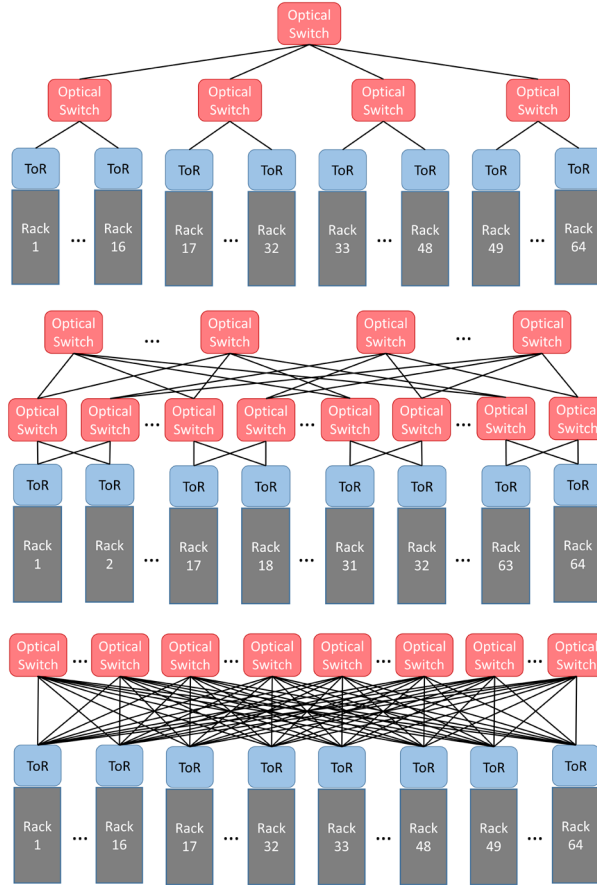 Optical
Switch
Optical Switch Optical Switch Optical Switch Optical Switch
ToR ToR ToR ToR ToR ToR ToR ToR
Rack 1 ... Rack 16 Rack 17 ... Rack 32 Rack 33 ... Rack 48 Rack 49 ... Rack 64
Optical Switch ... Optical Switch Optical Switch ... Optical Switch
Optical Switch Optical Switch ... Optical Switch Optical Switch ... Optical Switch Optical Switch ... Optical Switch Optical Switch
ToR ToR ToR ToR ToR ToR ToR ToR
Rack 1 Rack 2 ... Rack 17 Rack 18 ... Rack 31 Rack 32 ... Rack 63 Rack 64
Optical Switch ... Optical Switch Optical Switch ... Optical Switch Optical Switch ... Optical Switch Optical Switch ... Optical Switch
ToR ToR ToR ToR ToR ToR ToR ToR
Rack 1 ... Rack 16 Rack 17 ... Rack 32 Rack 33 ... Rack 48 Rack 49 ... Rack 64